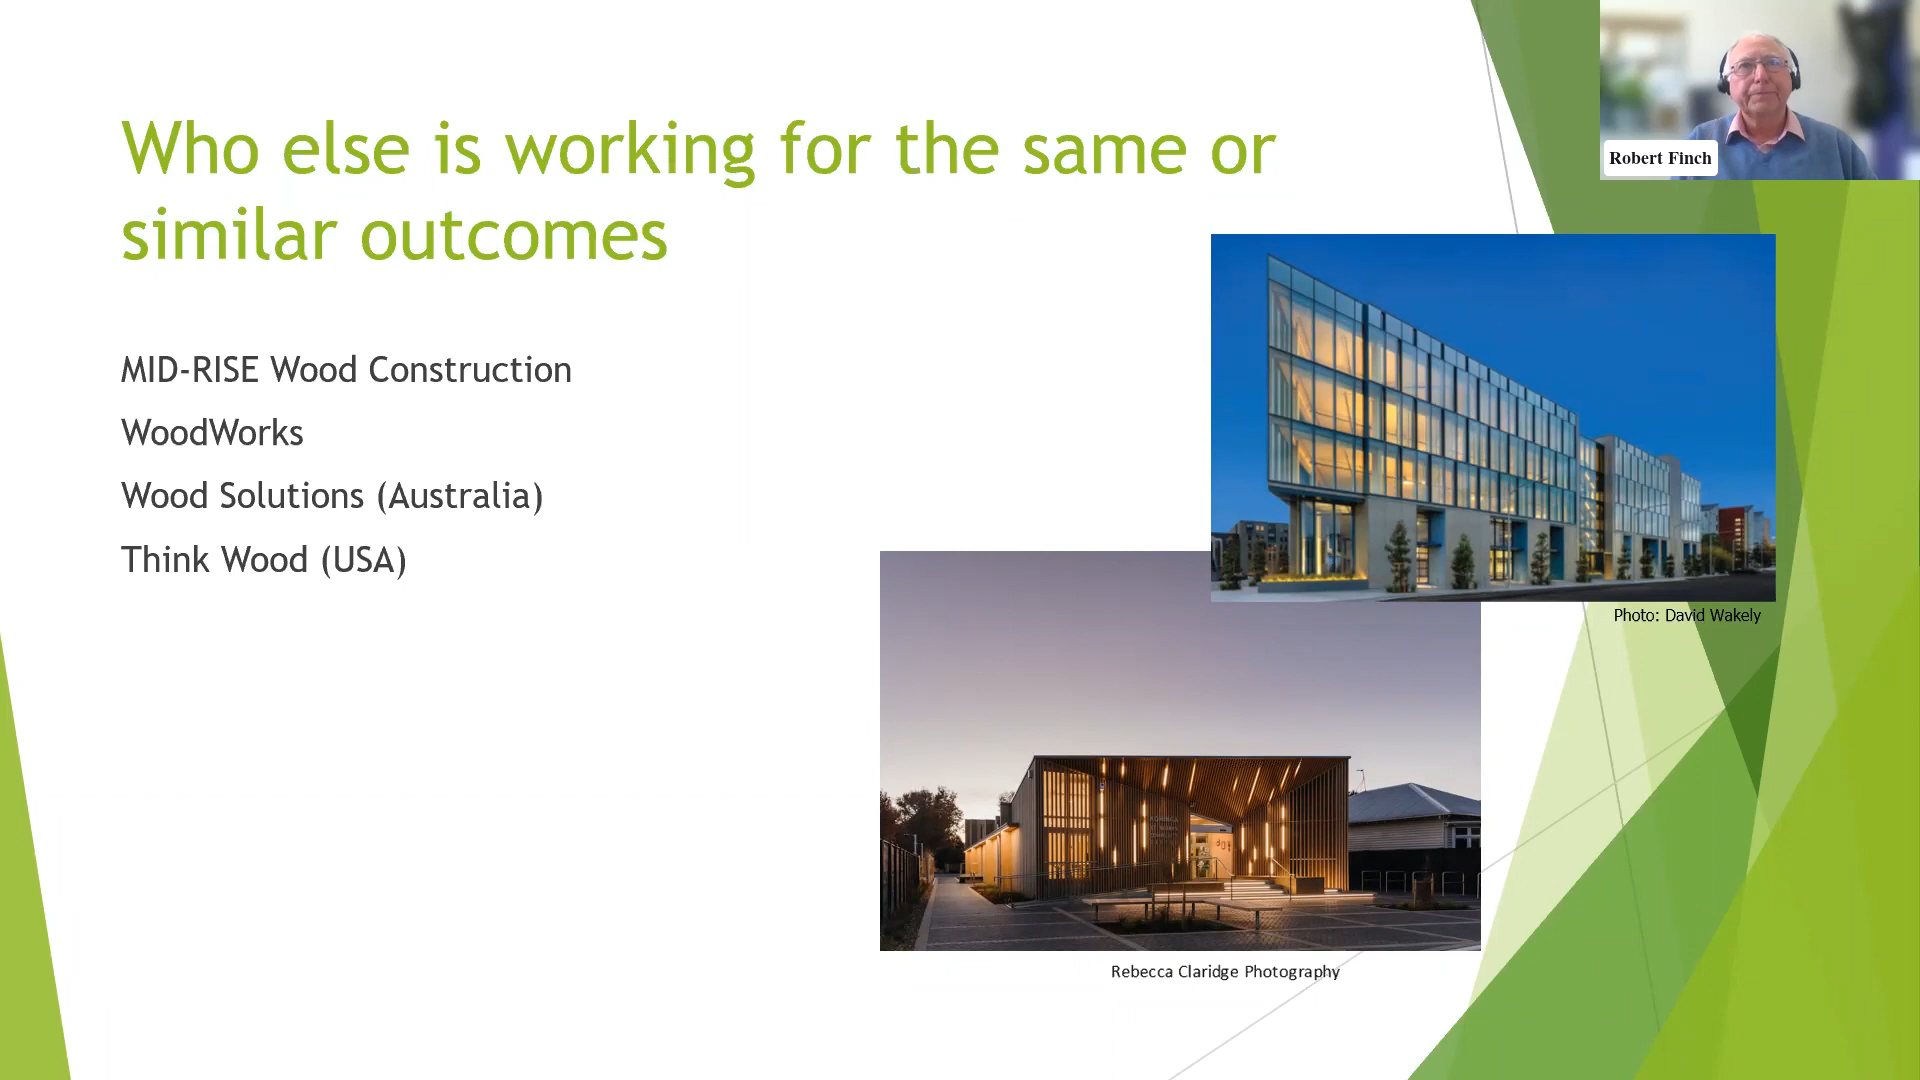 Who else is working for the same or
similar outcomes
MID-RISE Wood Construction
WoodWorks
Wood Solutions (Australia)
Think Wood (USA)
Robert Finch
Photo: David Wakely
Rebecca Claridge Photography